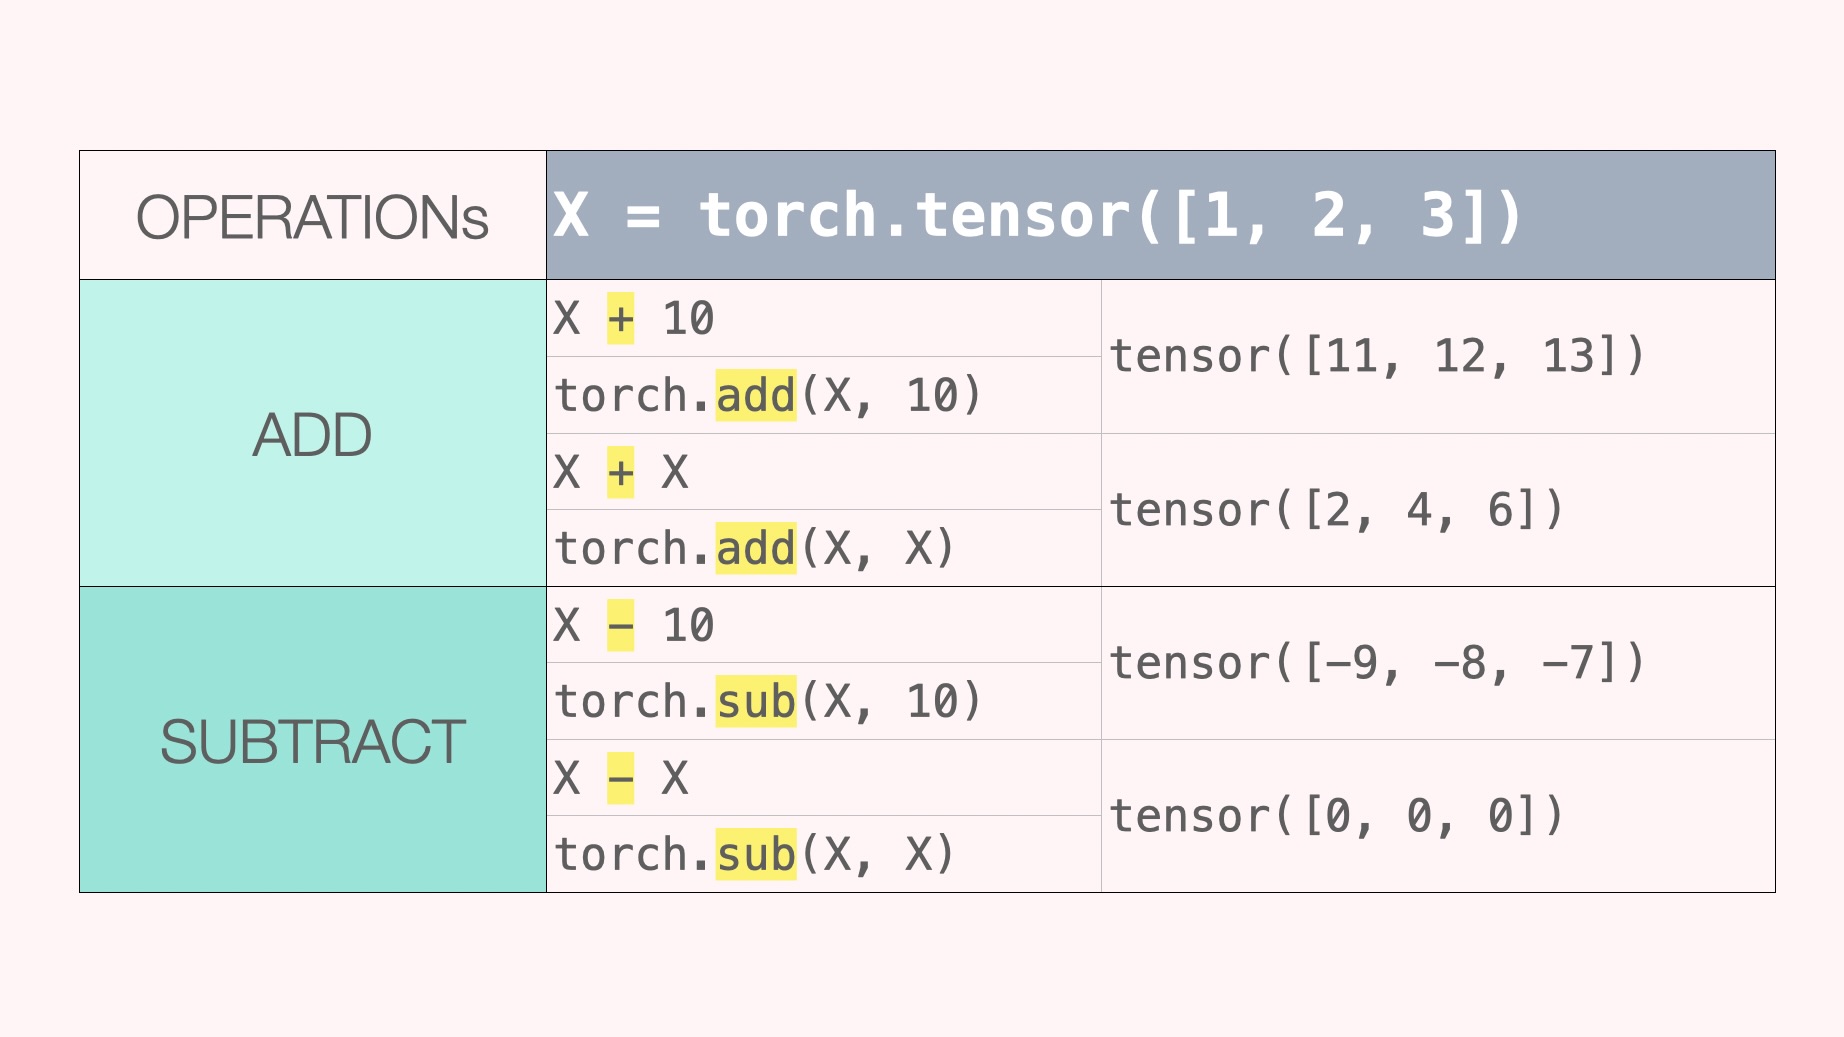 OPERATIONs
X = torch.tensor([1, 2, 3])
ADD
X + 10
torch.add(X, 10)
tensor([11, 12, 13])
X + X
torch.add(X, X)
tensor([2, 4, 6])
SUBTRACT
X − 10
torch.sub(X, 10)
tensor([−9, −8, −7])
X − X
torch.sub(X, X)
tensor([0, 0, 0])